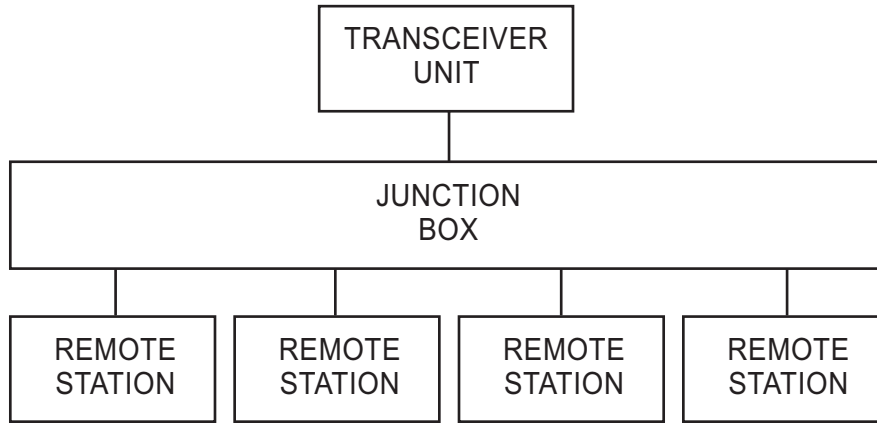 TRANSCEIVER
UNIT
JUNCTION
BOX
REMOTE
STATION
REMOTE
STATION
REMOTE
STATION
REMOTE
STATION